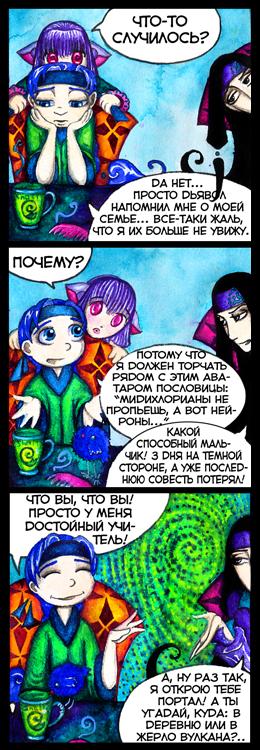 ЧТО-ТО
СЛУЧИЛОСЬ?
ДА НЕТ...
ПРОСТО ДЬЯВОЛ
НАПОМНИЛ МНЕ О МОЕЙ
СЕМЬЕ... ВСЕ-ТАКИ ЖАЛЬ,
ЧТО Я ИХ БОЛЬШЕ НЕ УВИЖУ.
ПОЧЕМУ?
ПОТОМУ ЧТО
Я ДОЛЖЕН ТОРЧАТЬ
РЯДОМ С ЭТИМ АВА-
ТАРОМ ПОСЛОВИЦЫ:
"МИДИХЛОРИАНЫ НЕ
ПРОПЬЕШЬ, А ВОТ НЕЙ-
РОНЫ..."
КАКОЙ
СПОСОБНЫЙ МАЛЬ-
ЧИК! 3 ДНЯ НА ТЕМНОЙ
СТОРОНЕ, А УЖЕ ПОСЛЕД-
НЮЮ СОВЕСТЬ ПОТЕРЯЛ!
ЧТО ВЫ, ЧТО ВЫ!
ПРОСТО У МЕНЯ
ДОСТОЙНЫЙ УЧИ-
ТЕЛЬ!
А, НУ РАЗ ТАК,
Я ОТКРОЮ ТЕБЕ
ПОРТАЛ! А ТЫ
УГАДАЙ, КУДА: В
ДЕРЕВНЮ ИЛИ В
ЖЕРЛО ВУЛКАНА?..